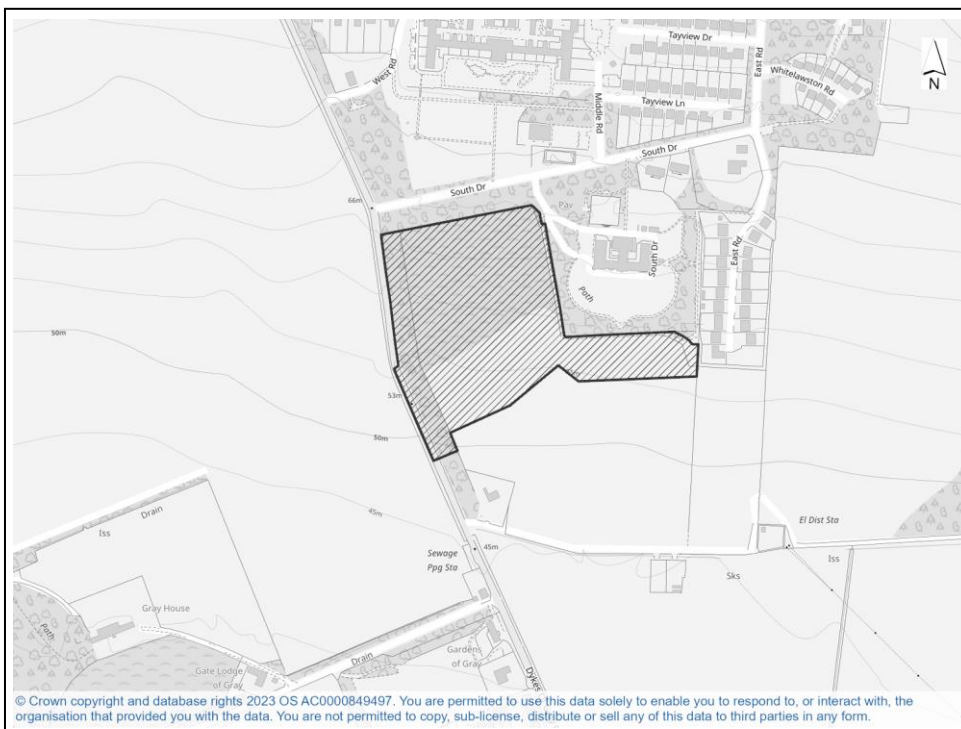 Tayview Dr
East Rd
N
West Rd
Whitelawston Rd
Middle Rd
Tayview Ln
South Dr
South Dr
66m
Pav
South Dr
East Rd
Path
50m
53m
50m
45m
Drain
Iss
El Dist Sta
Sewage
Ppg Sta
45m
Iss
Sks
Gray House
Path
Gate Lodge
of Gray
Drain
Gardens
of Gray
Dykes
© Crown copyright and database rights 2023 OS AC0000849497. You are permitted to use this data solely to enable you to respond to, or interact with, the
organisation that provided you with the data. You are not permitted to copy, sub-license, distribute or sell any of this data to third parties in any form.